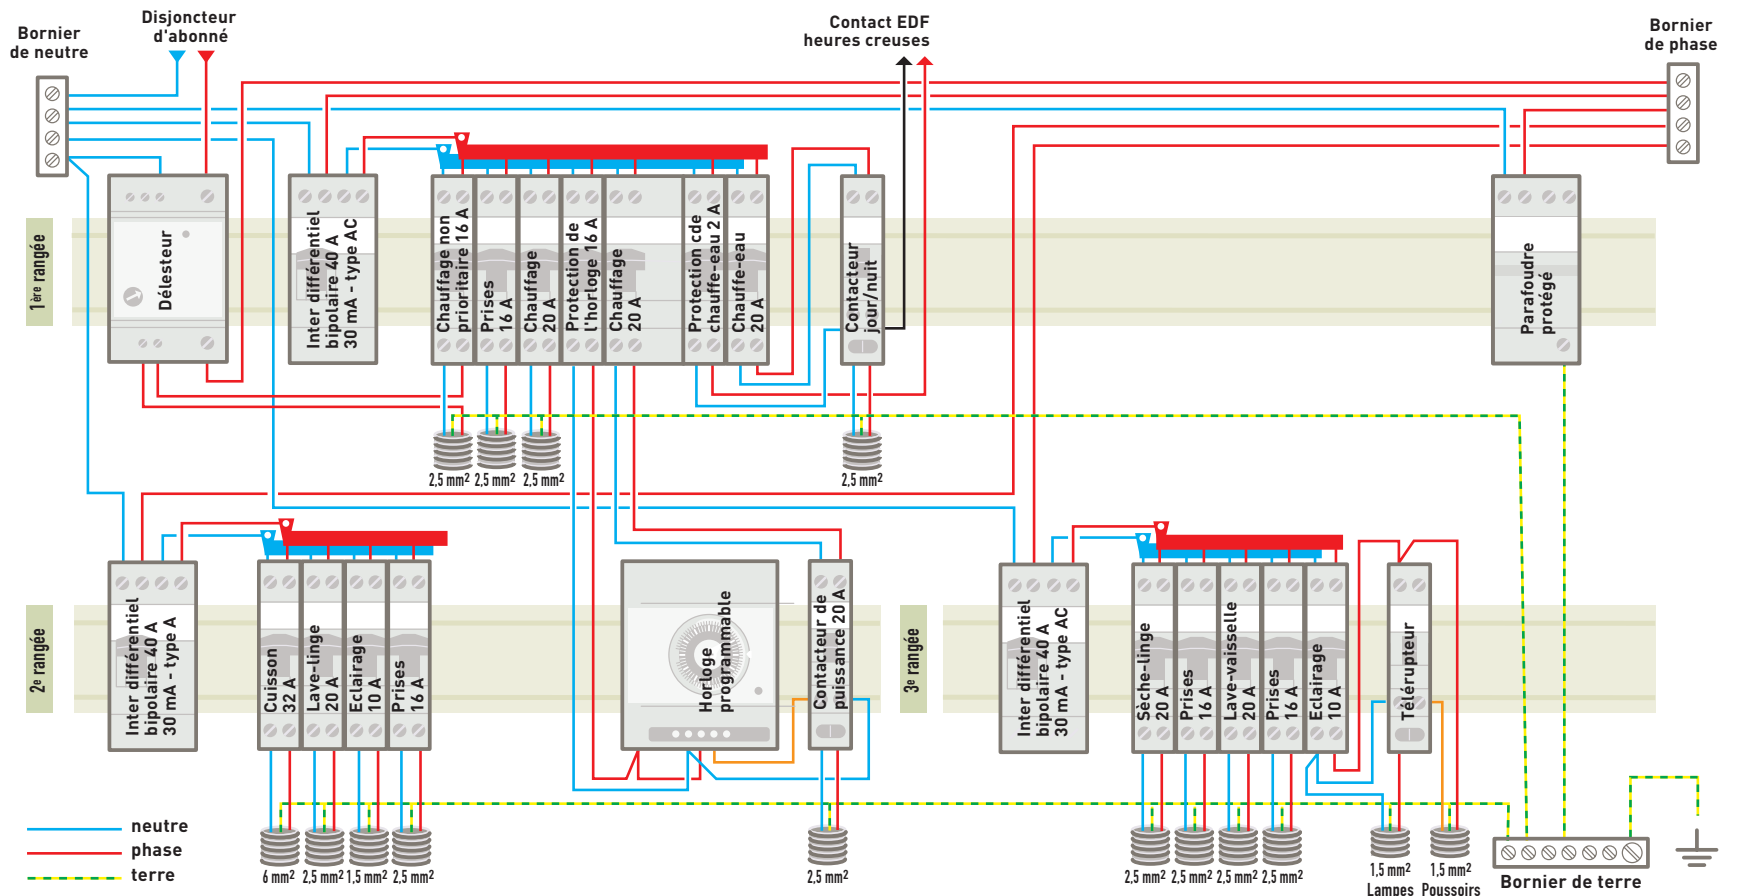 Bornier
de neutre
Disjoncteur
d'abonné
Contact EDF
heures creuses
Bornier
de phase
1ère rangée
Délesteur
Inter différentiel
bipolaire 40 A
30 mA - type AC
Chauffage non
prioritaire 16 A
Prises
16 A
Chauffage
20 A
Protection de
l'horloge 16 A
Chauffage
20 A
Protection cde
chauffe-eau 2 A
Chauffe-eau
20 A
Contacteur
jour/nuit
Parafoudre
protégé
2,5 mm²
2,5 mm²
2,5 mm²
2,5 mm²
2e rangée
Inter différentiel
bipolaire 40 A
30 mA - type A
Cuisson
32 A
Lave-linge
20 A
Eclairage
10 A
Prises
16 A
Horloge
programmable
Contacteur de
puissance 20 A
3e rangée
Inter différentiel
bipolaire 40 A
30 mA - type AC
Sèche-linge
20 A
Prises
16 A
Lave-vaisselle
20 A
Prises
16 A
Eclairage
10 A
Télérupteur
neutre
phase
terre
6 mm²
2,5 mm²
1,5 mm²
2,5 mm²
2,5 mm²
2,5 mm²
2,5 mm²
2,5 mm²
2,5 mm²
1,5 mm²
Lampes
1,5 mm²
Poussoirs
Bornier de terre